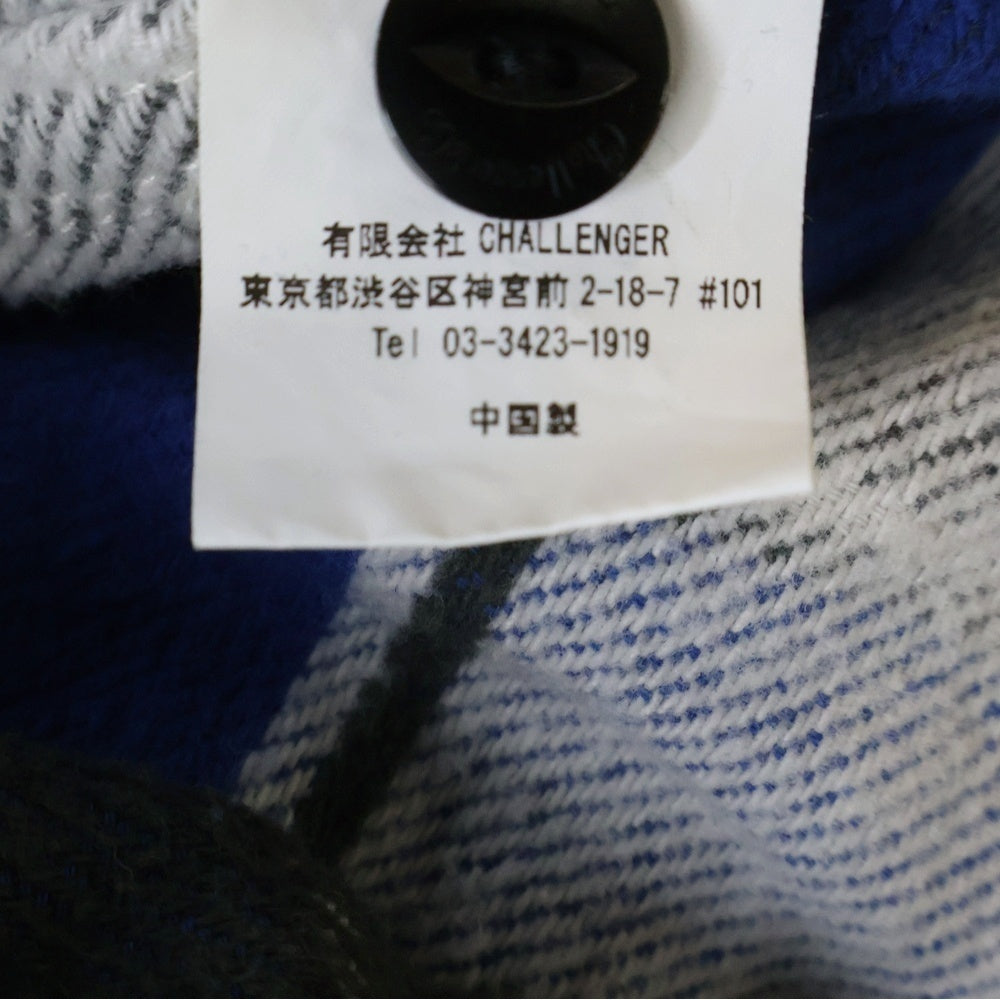 Challenger
有限会社 CHALLENGER
東京都渋谷区神宮前 2-18-7 #101
Tel 03-3423-1919
中国製